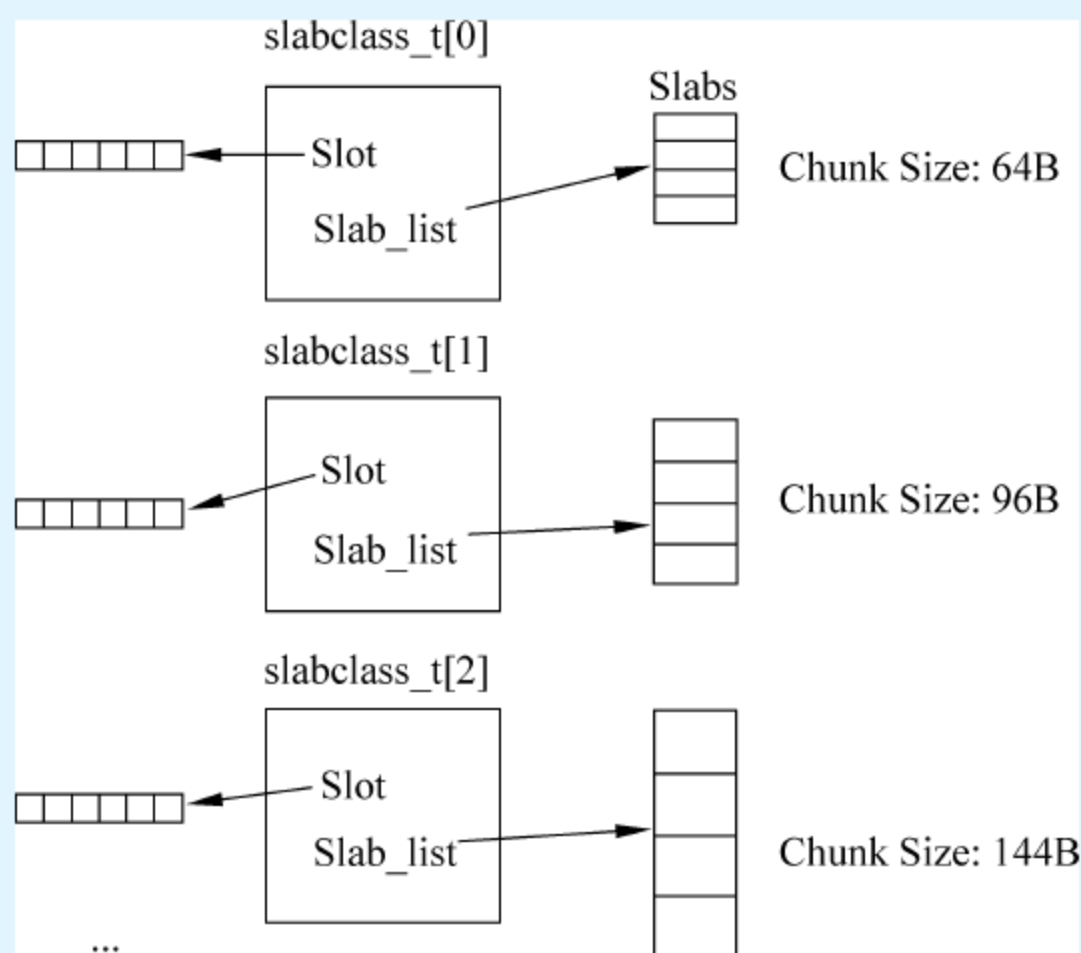 slabclass_t[0]
Slabs
Slot
Chunk Size: 64B
Slab_list
slabclass_t[1]
Slot
Chunk Size: 96B
Slab_list
slabclass_t[2]
Slot
Slab_list
Chunk Size: 144B
...